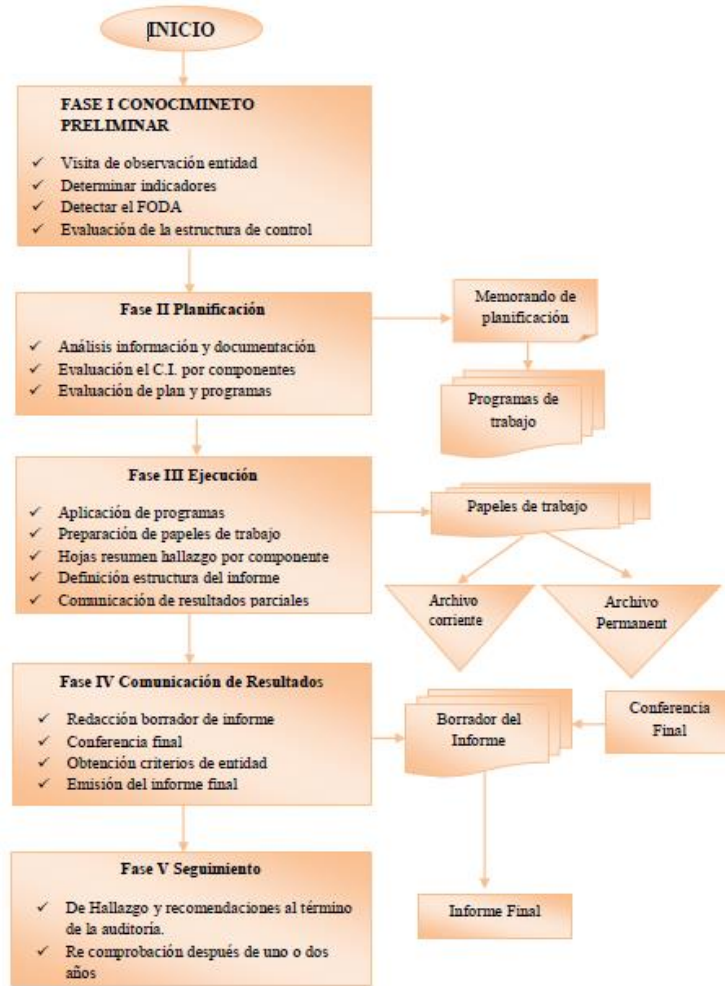 INICIO
FASE I CONOCIMINETO
PRELIMINAR
✓ Visita de observación entidad
✓ Determinar indicadores
✓ Detectar el FODA
✓ Evaluación de la estructura de control
Fase II Planificación
✓ Análisis información y documentación
✓ Evaluación el C.I. por componentes
✓ Evaluación de plan y programas
Memorando de
planificación
Programas de
trabajo
Fase III Ejecución
✓ Aplicación de programas
✓ Preparación de papeles de trabajo
✓ Hojas resumen hallazgo por componente
✓ Definición estructura del informe
✓ Comunicación de resultados parciales
Papeles de trabajo
Archivo
corriente
Archivo
Permanent
Fase IV Comunicación de Resultados
✓ Redacción borrador de informe
✓ Conferencia final
✓ Obtención criterios de entidad
✓ Emisión del informe final
Borrador del
Informe
Conferencia
Final
Fase V Seguimiento
✓ De Hallazgo y recomendaciones al término
de la auditoría.
✓ Re comprobación después de uno o dos
años
Informe Final